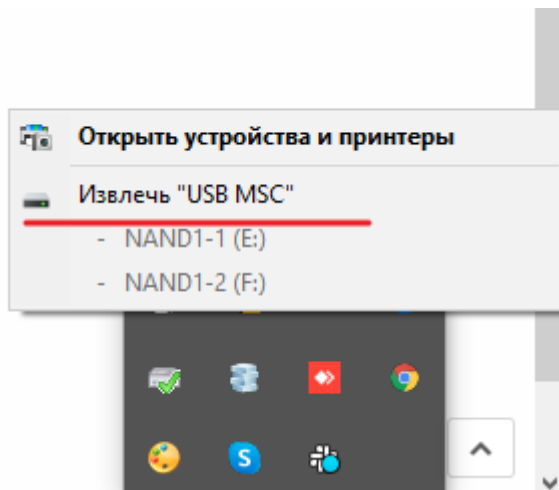 Открыть устройства и принтеры
Извлечь "USB MSC"
- NAND1-1 (E:)
- NAND1-2 (F:)